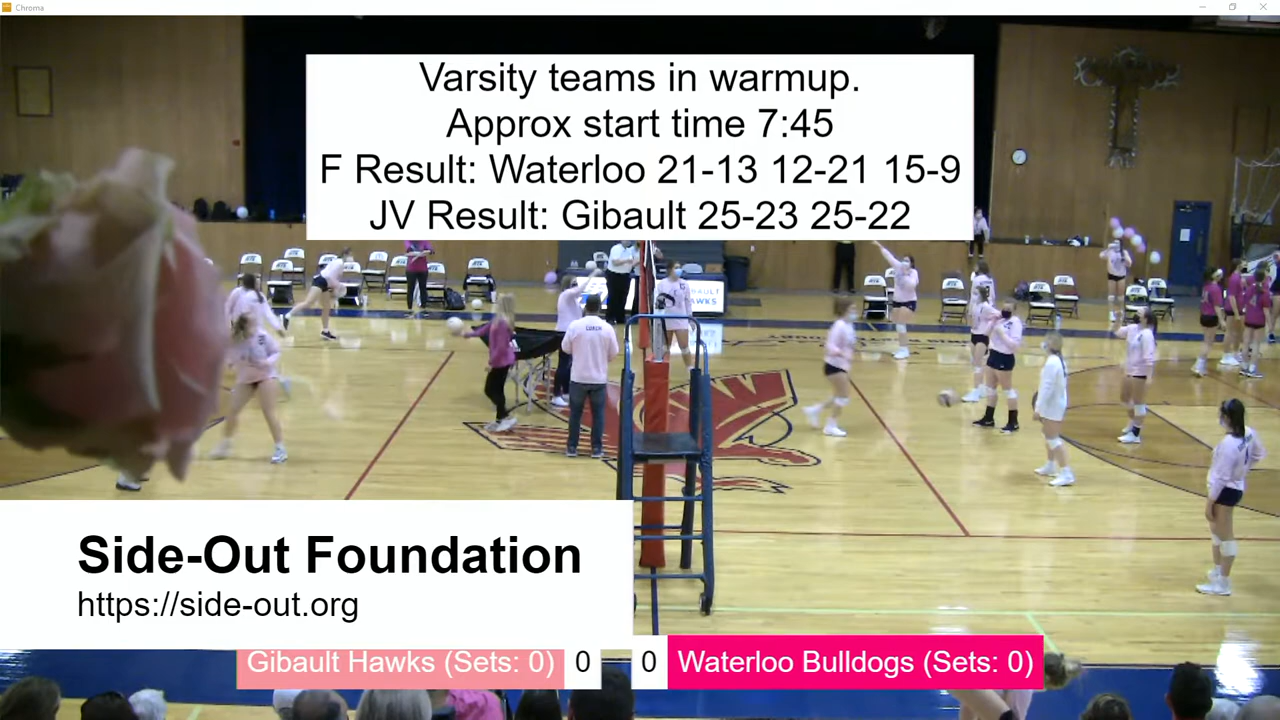 Chroma
Varsity teams in warmup.
Approx start time 7:45
F Result: Waterloo 21-13 12-21 15-9
JV Result: Gibault 25-23 25-22
HAWKS
Side-Out Foundation
https://side-out.org
Gibault Hawks (Sets: 0) 0 0 Waterloo Bulldogs (Sets: 0)